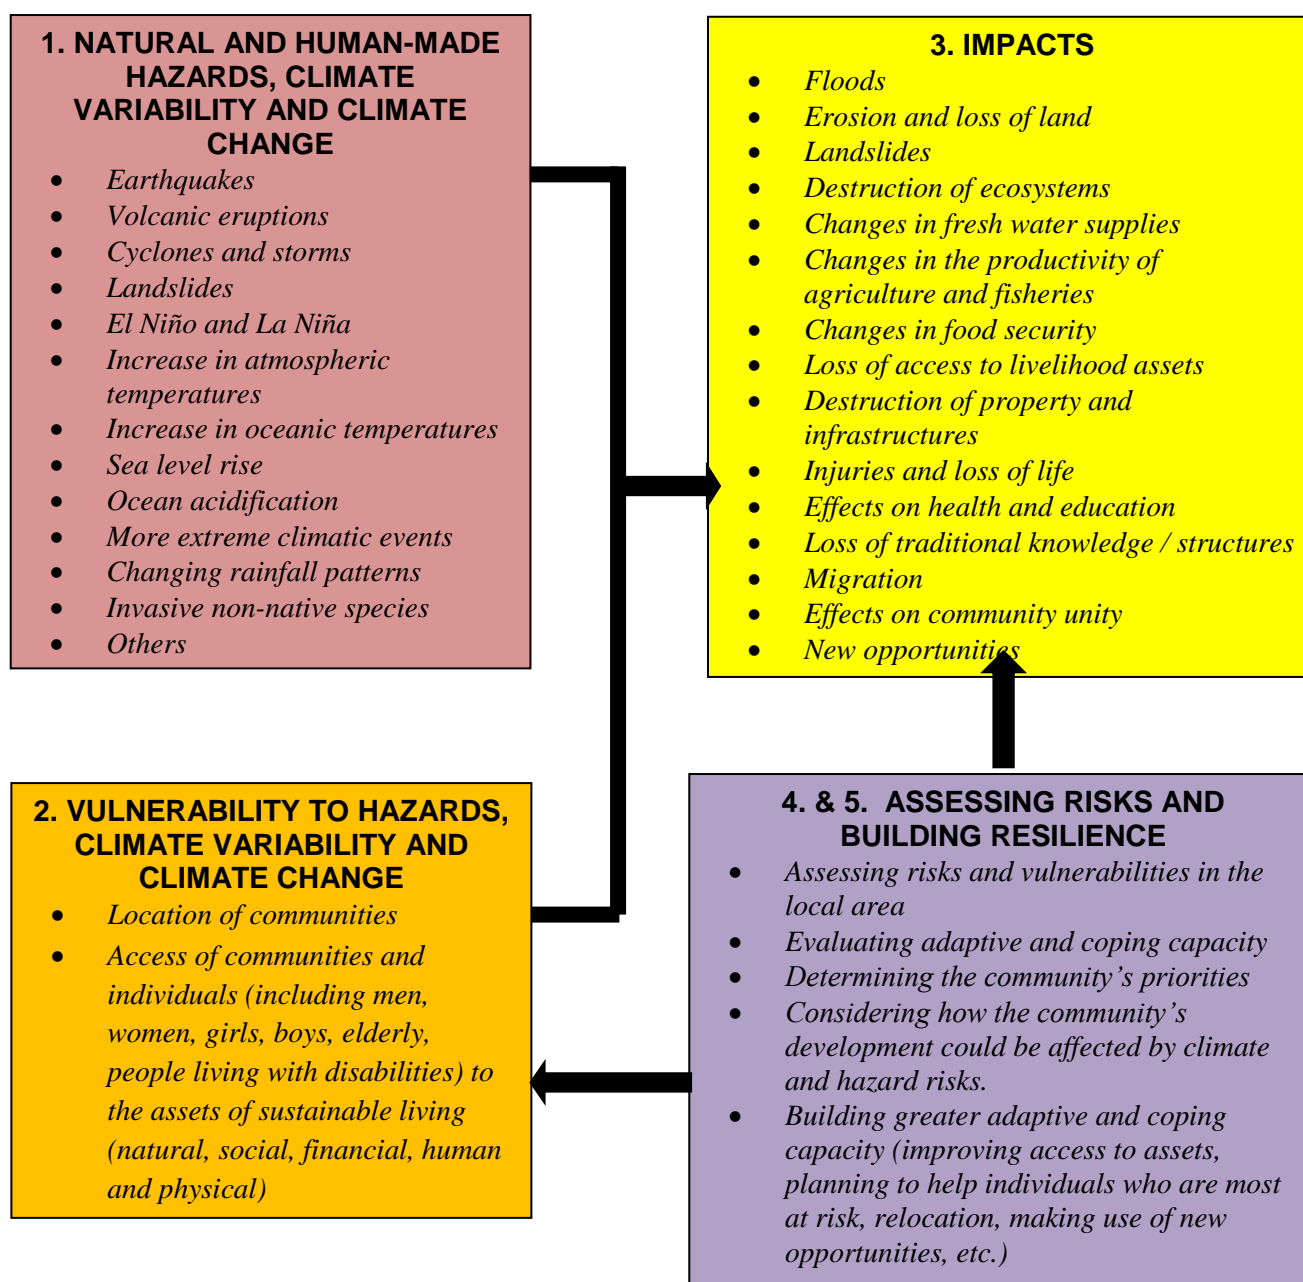 1. NATURAL AND HUMAN-MADE
HAZARDS, CLIMATE
VARIABILITY AND CLIMATE
CHANGE
• Earthquakes
• Volcanic eruptions
• Cyclones and storms
• Landslides
• El Niño and La Niña
• Increase in atmospheric
temperatures
• Increase in oceanic temperatures
• Sea level rise
• Ocean acidification
• More extreme climatic events
• Changing rainfall patterns
• Invasive non-native species
• Others
2. VULNERABILITY TO HAZARDS,
CLIMATE VARIABILITY AND
CLIMATE CHANGE
• Location of communities
• Access of communities and
individuals (including men,
women, girls, boys, elderly,
people living with disabilities) to
the assets of sustainable living
(natural, social, financial, human
and physical)
3. IMPACTS
• Floods
• Erosion and loss of land
• Landslides
• Destruction of ecosystems
• Changes in fresh water supplies
• Changes in the productivity of
agriculture and fisheries
• Changes in food security
• Loss of access to livelihood assets
• Destruction of property and
infrastructures
• Injuries and loss of life
• Effects on health and education
• Loss of traditional knowledge / structures
• Migration
• Effects on community unity
• New opportunities
4. & 5. ASSESSING RISKS AND
BUILDING RESILIENCE
• Assessing risks and vulnerabilities in the
local area
• Evaluating adaptive and coping capacity
• Determining the community’s priorities
• Considering how the community’s
development could be affected by climate
and hazard risks.
• Building greater adaptive and coping
capacity (improving access to assets,
planning to help individuals who are most
at risk, relocation, making use of new
opportunities, etc.)